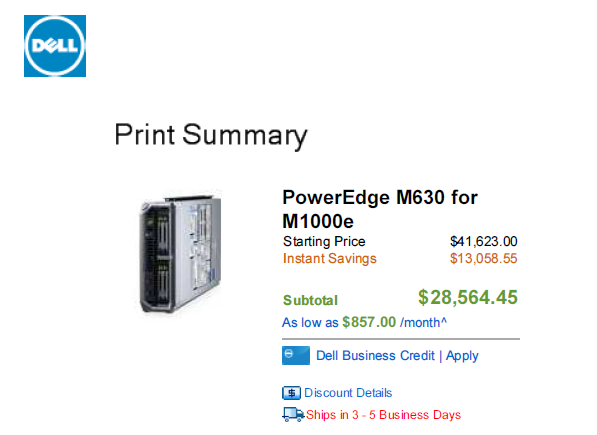 DELL
Print Summary
PowerEdge M630 for
M1000e
Starting Price $41,623.00
Instant Savings $13,058.55
Subtotal $28,564.45
As low as $857.00 /month^
Dell Business Credit | Apply
$ Discount Details
Ships in 3 - 5 Business Days